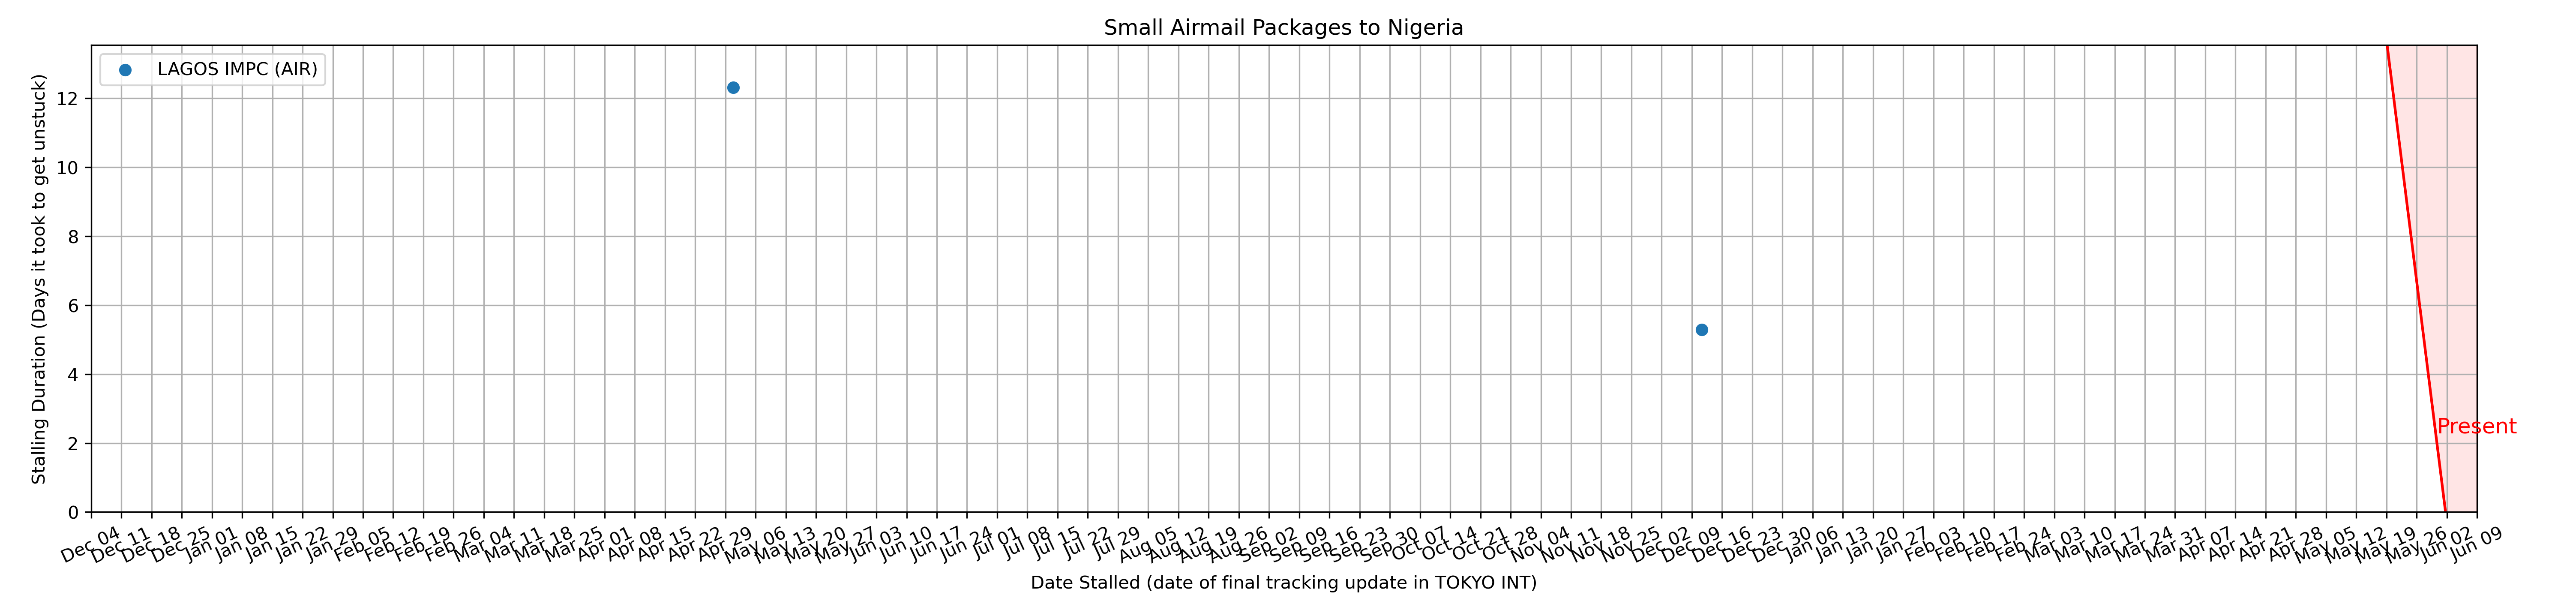 Small Airmail Packages to Nigeria
LAGOS IMPC (AIR)
Stalling Duration (Days it took to get unstuck)
12
10
8
6
4
2
0
Present
Dec 04 Dec 11 Dec 18 Dec 25 Jan 01 Jan 08 Jan 15 Jan 22 Jan 29 Feb 05 Feb 12 Feb 19 Feb 26 Mar 04 Mar 11 Mar 18 Mar 25 Apr 01 Apr 08 Apr 15 Apr 22 Apr 29 May 06 May 13 May 20 May 27 Jun 03 Jun 10 Jun 17 Jun 24 Jul 01 Jul 08 Jul 15 Jul 22 Jul 29 Aug 05 Aug 12 Aug 19 Aug 26 Sep 02 Sep 09 Sep 16 Sep 23 Sep 30 Oct 07 Oct 14 Oct 21 Oct 28 Nov 04 Nov 11 Nov 18 Nov 25 Dec 02 Dec 09 Dec 16 Dec 23 Dec 30 Jan 06 Jan 13 Jan 20 Jan 27 Feb 03 Feb 10 Feb 17 Feb 24 Mar 03 Mar 10 Mar 17 Mar 24 Mar 31 Apr 07 Apr 14 Apr 21 Apr 28 May 05 May 12 May 19 May 26 Jun 02 Jun 09
Date Stalled (date of final tracking update in TOKYO INT)